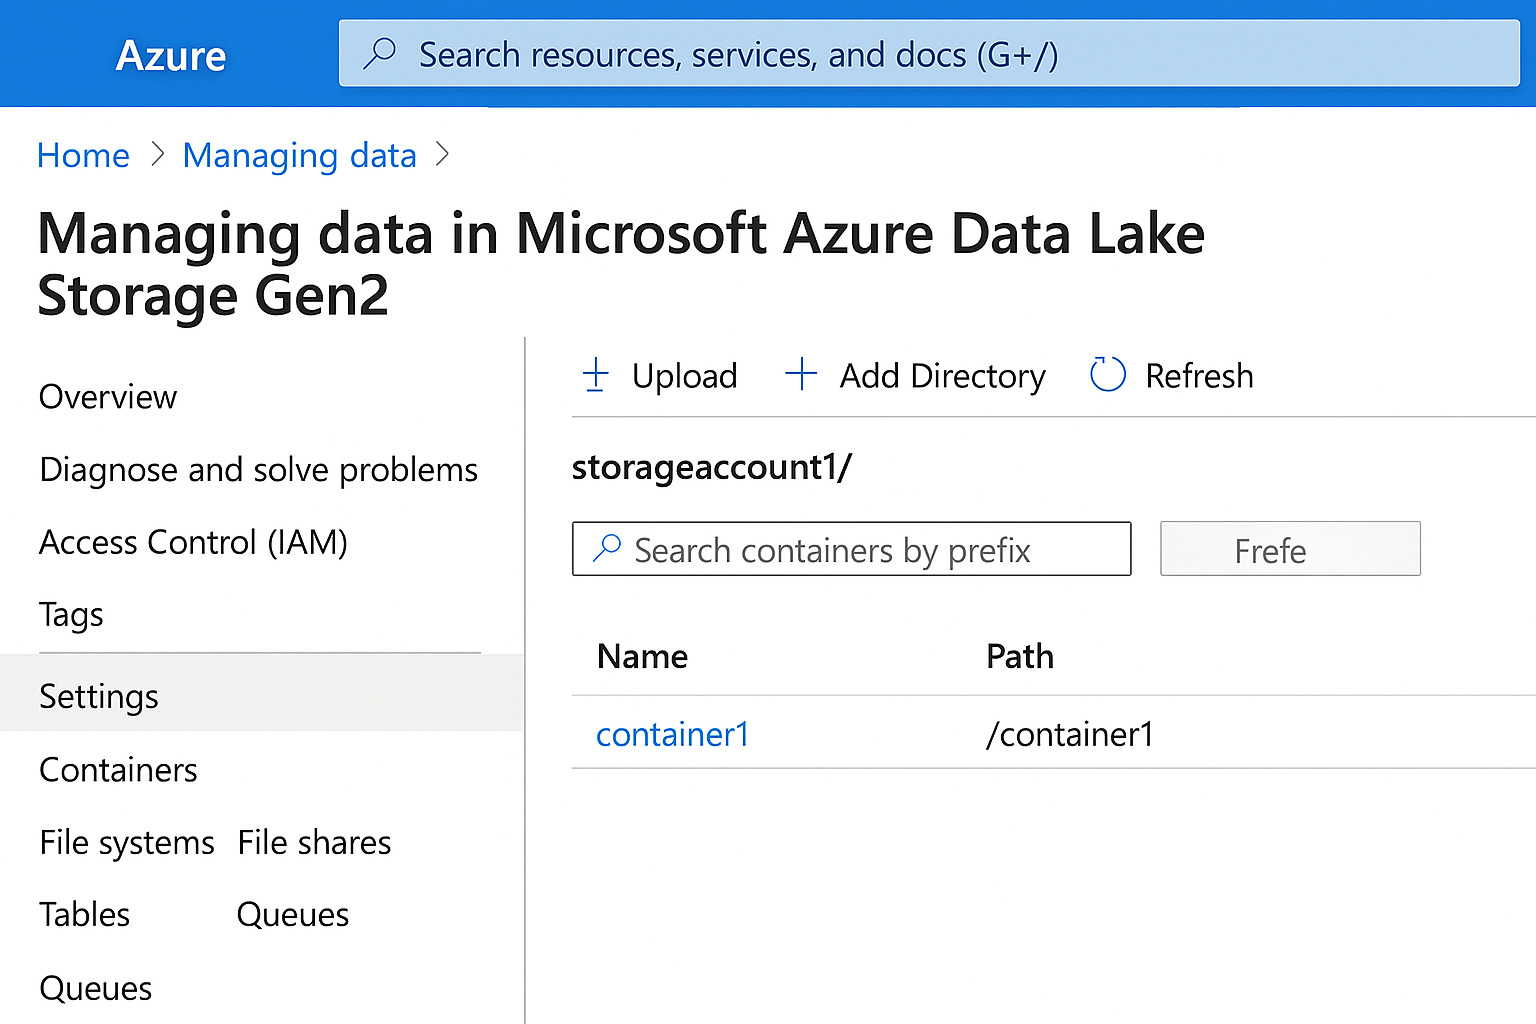 Azure
Search resources, services, and docs (G+/)
Home > Managing data >
Managing data in Microsoft Azure Data Lake
Storage Gen2
Overview
Diagnose and solve problems
Access Control (IAM)
Tags
Settings
Containers
File systems File shares
Tables Queues
Queues
Upload Add Directory Refresh
storageaccount1/
Search containers by prefix Frefe
Name Path
container1 /container1